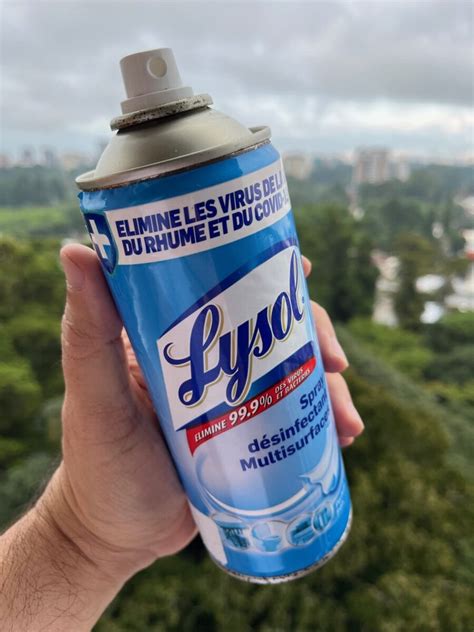 ELIMINE LES VIRUS DE LA
DU RHUME ET DU COVID-
Lysol
ELIMINE 99.9% DES VIRUS
ET BACTÉRIES
Spray
désinfectant
Multisurfaces